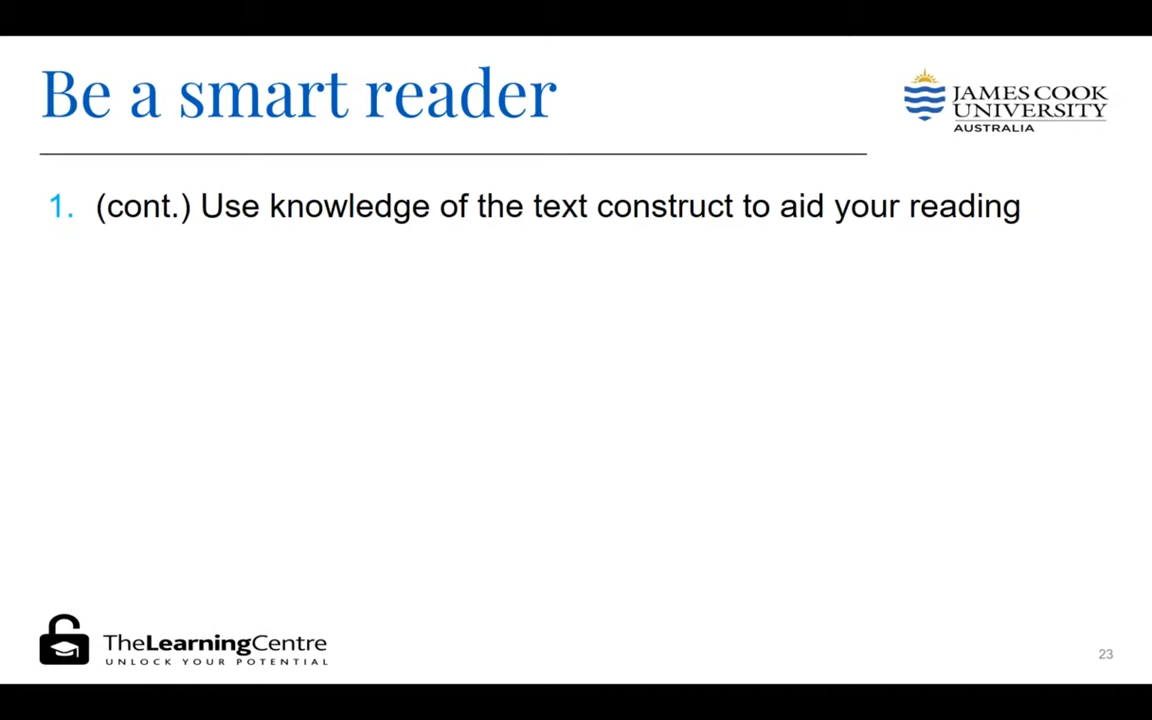 Be a smart reader
JAMES COOK
UNIVERSITY
AUSTRALIA
1. (cont.) Use knowledge of the text construct to aid your reading
TheLearningCentre
UNLOCK YOUR POTENTIAL
23